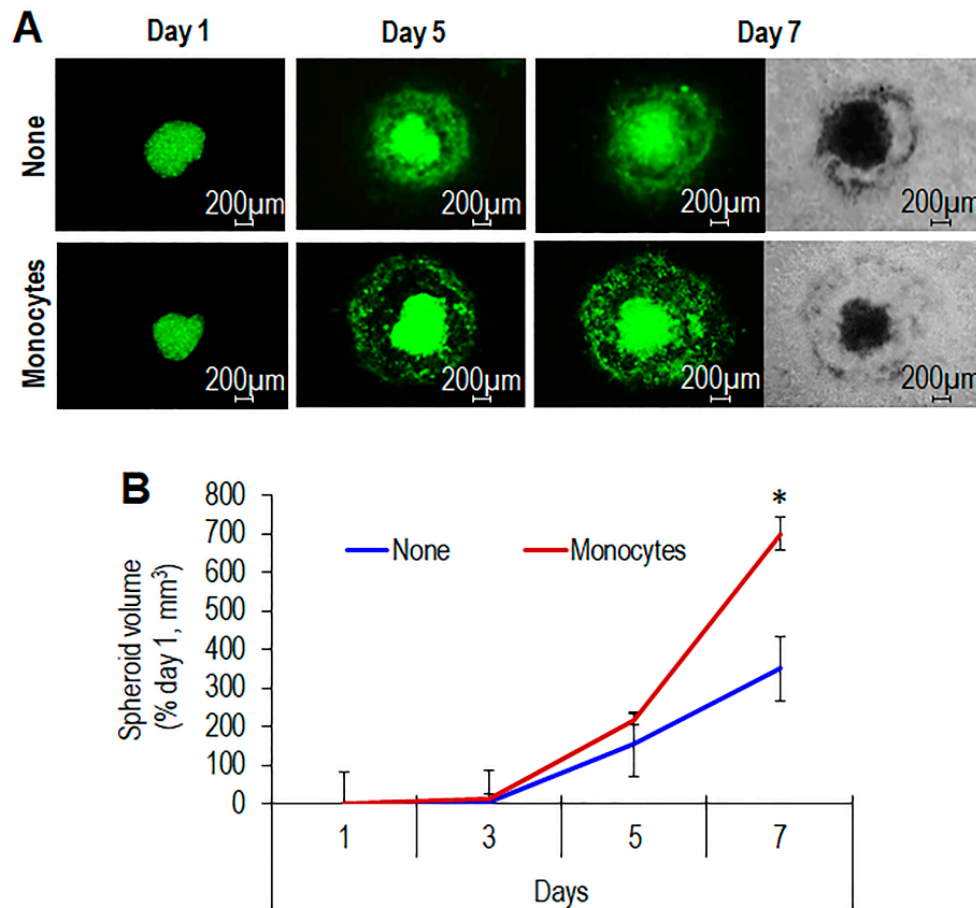 A
Day 1
Day 5
Day 7
None
200µm
200µm
200µm
200µm
Monocytes
200µm
200µm
200µm
200µm
B
Spheroid volume
(% day 1, mm³)
800
700
600
500
400
300
200
100
0
None
Monocytes
*
1
3
5
7
Days